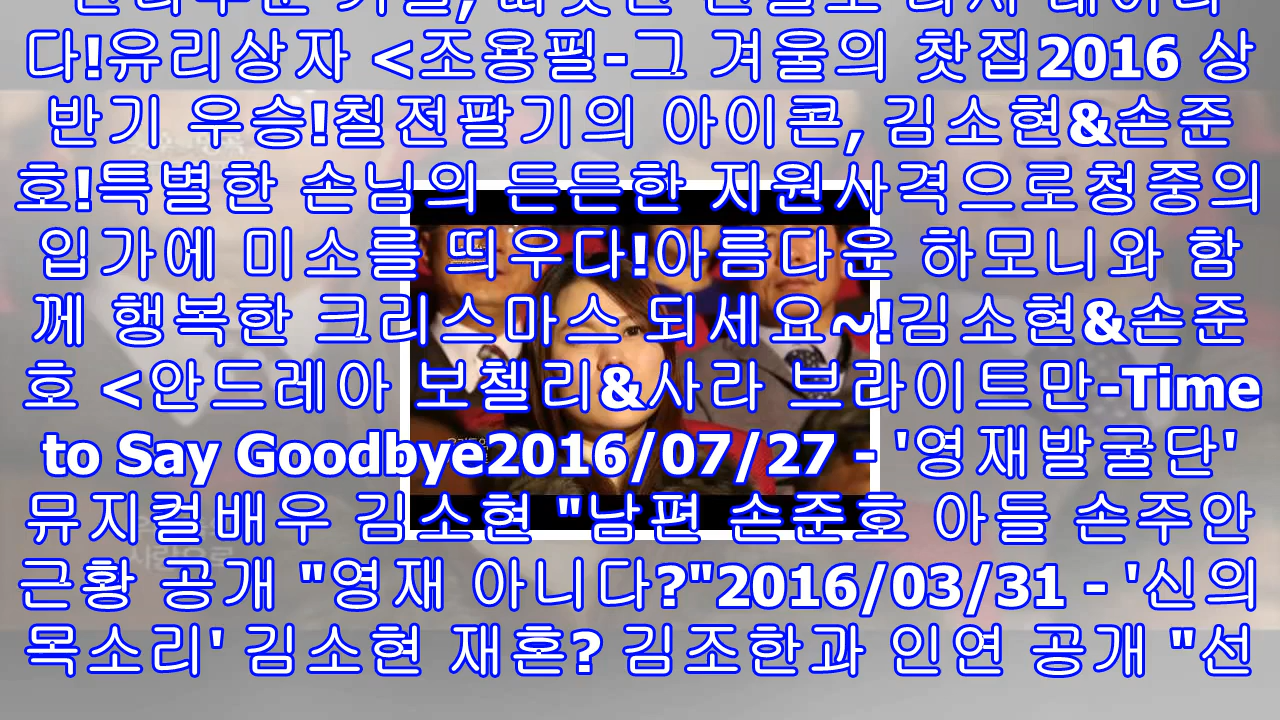 다!유리상자 <조용필-그 겨울의 찻집2016 상
반기 우승!칠전팔기의 아이콘, 김소현&손준
호!특별한 손님의 든든한 지원사격으로청중의
입가에 미소를 띄우다!아름다운 하모니와 함
께 행복한 크리스마스 되세요~!김소현&손준
호 <안드레아 보첼리&사라 브라이트만-Time
to Say Goodbye2016/07/27 - '영재발굴단'
뮤지컬배우 김소현 "남편 손준호 아들 손주안
근황 공개 "영재 아니다?"2016/03/31 - '신의
목소리' 김소현 재혼? 김조한과 인연 공개 "선